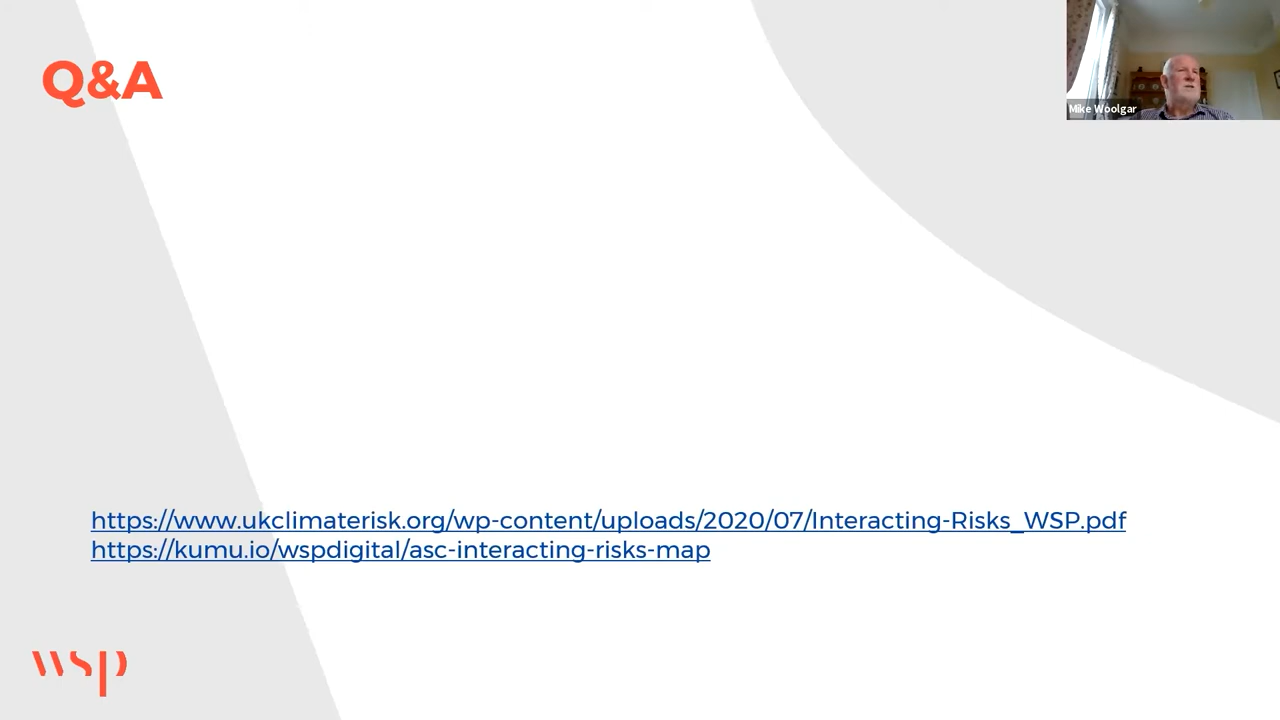 Q&A
Mike Woolgar
https://www.ukclimaterisk.org/wp-content/uploads/2020/07/Interacting-Risks_WSP.pdf
https://kumu.io/wspdigital/asc-interacting-risks-map
wsp